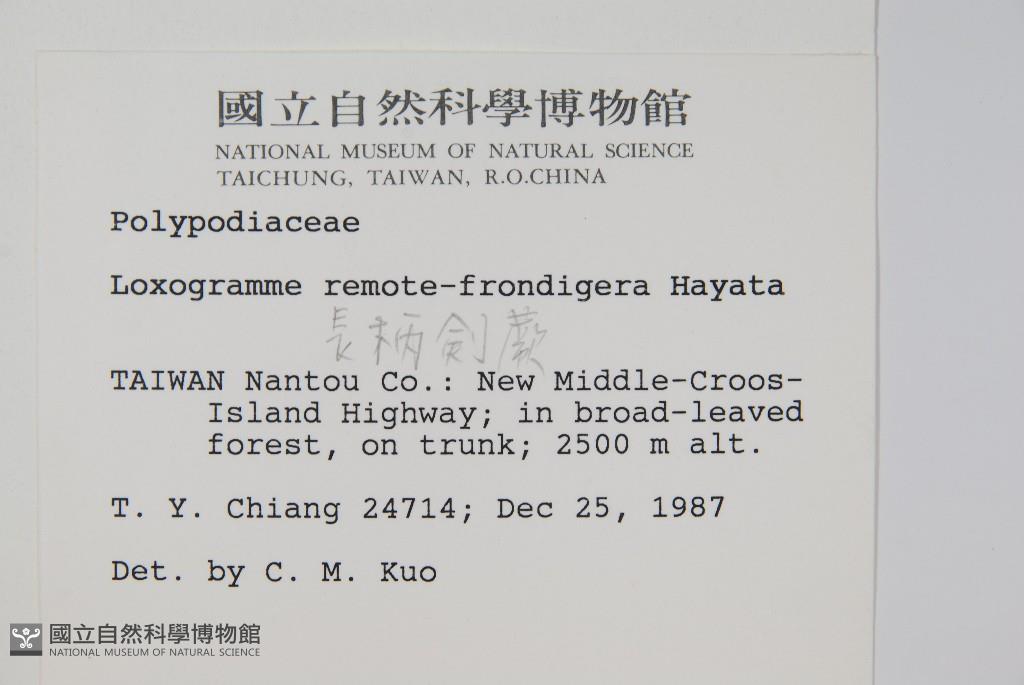 國立自然科學博物館
NATIONAL MUSEUM OF NATURAL SCIENCE
TAICHUNG, TAIWAN, R.O.CHINA
Polypodiaceae
Loxogramme remote-frondigera Hayata
長柄劍蕨
TAIWAN Nantou Co.: New Middle-Croos-
Island Highway; in broad-leaved
forest, on trunk; 2500 m alt.
T. Y. Chiang 24714; Dec 25, 1987
Det. by C. M. Kuo
國立自然科學博物館
NATIONAL MUSEUM OF NATURAL SCIENCE